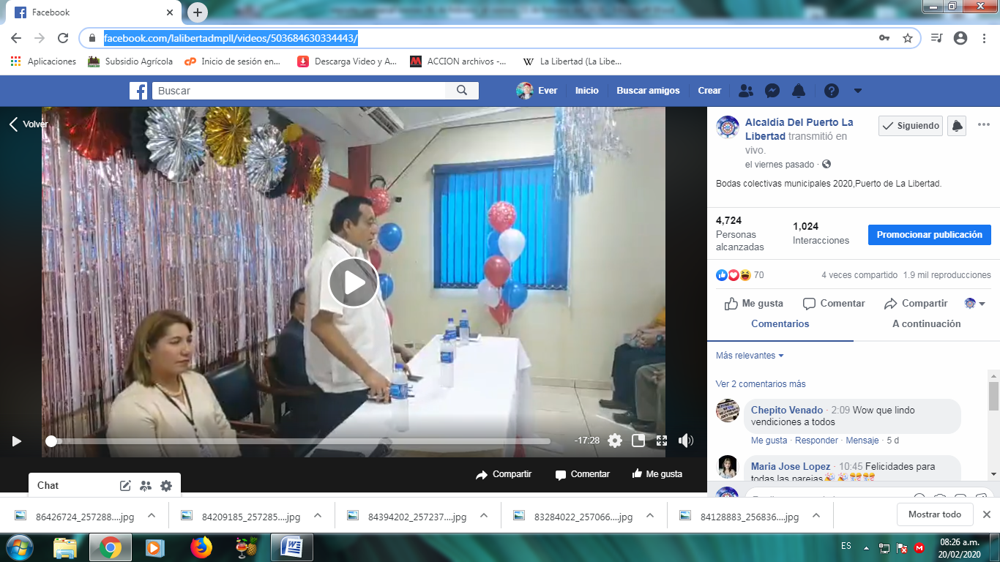 Facebook
facebook.com/lalibertadmpll/videos/503684630334443/
Aplicaciones
Subsidio Agrícola
Inicio de sesión en...
Descarga Video y A...
ACCION archivos -...
La Libertad (La Libe...
Buscar
Ever
Inicio
Buscar amigos
Crear
Volver
Alcaldía Del Puerto La
Libertad transmitió en
vivo.
el viernes pasado ·
Siguiendo
Bodas colectivas municipales 2020,Puerto de La Libertad.
4,724
Personas
alcanzadas
1,024
Interacciones
Promocionar publicación
70
4 veces compartido
1.9 mil reproducciones
Me gusta
Comentar
Compartir
Comentarios
A continuación
Más relevantes
Ver 2 comentarios más
Chepito Venado · 2:09 Wow que lindo
vendiciones a todos
Me gusta · Responder · Mensaje · 5 d
Maria Jose Lopez · 10:45 Felicidades para
todas las parejas🎉🎉🎊🎊
-17:28
Compartir
Comentar
Me gusta
Chat
86426724_257288....jpg
84209185_257285....jpg
84394202_257237....jpg
83284022_257066....jpg
84128883_256836....jpg
Mostrar todo
ES
08:26 a.m.
20/02/2020